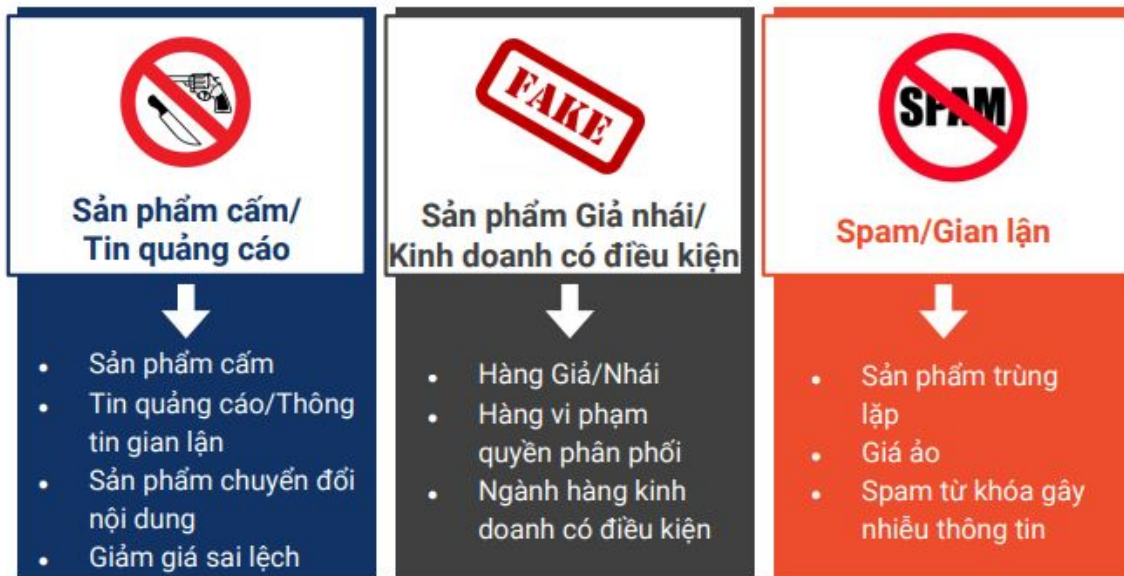 FAKE
SPAM
Sản phẩm cấm/
Tin quảng cáo
Sản phẩm Giả nhái/
Kinh doanh có điều kiện
Spam/Gian lận
• Sản phẩm cấm
• Tin quảng cáo/Thông
tin gian lận
• Sản phẩm chuyển đổi
nội dung
• Giảm giá sai lệch
• Hàng Giả/Nhái
• Hàng vi phạm
quyền phân phối
• Ngành hàng kinh
doanh có điều kiện
• Sản phẩm trùng
lặp
• Giá ảo
• Spam từ khóa gây
nhiễu thông tin